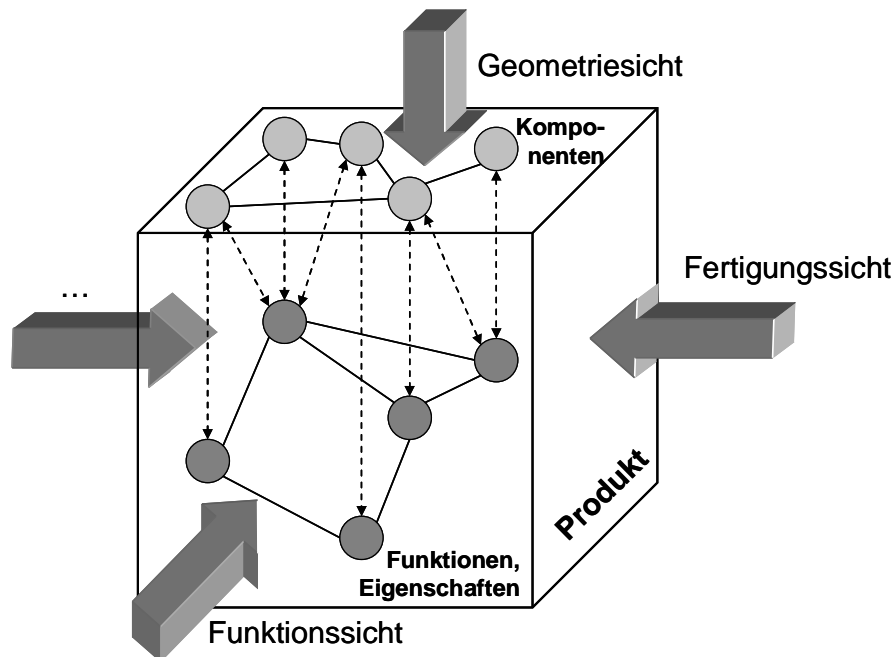 Geometriesicht
Kompo-
nenten
Fertigungssicht
...
Produkt
Funktionen,
Eigenschaften
Funktionssicht